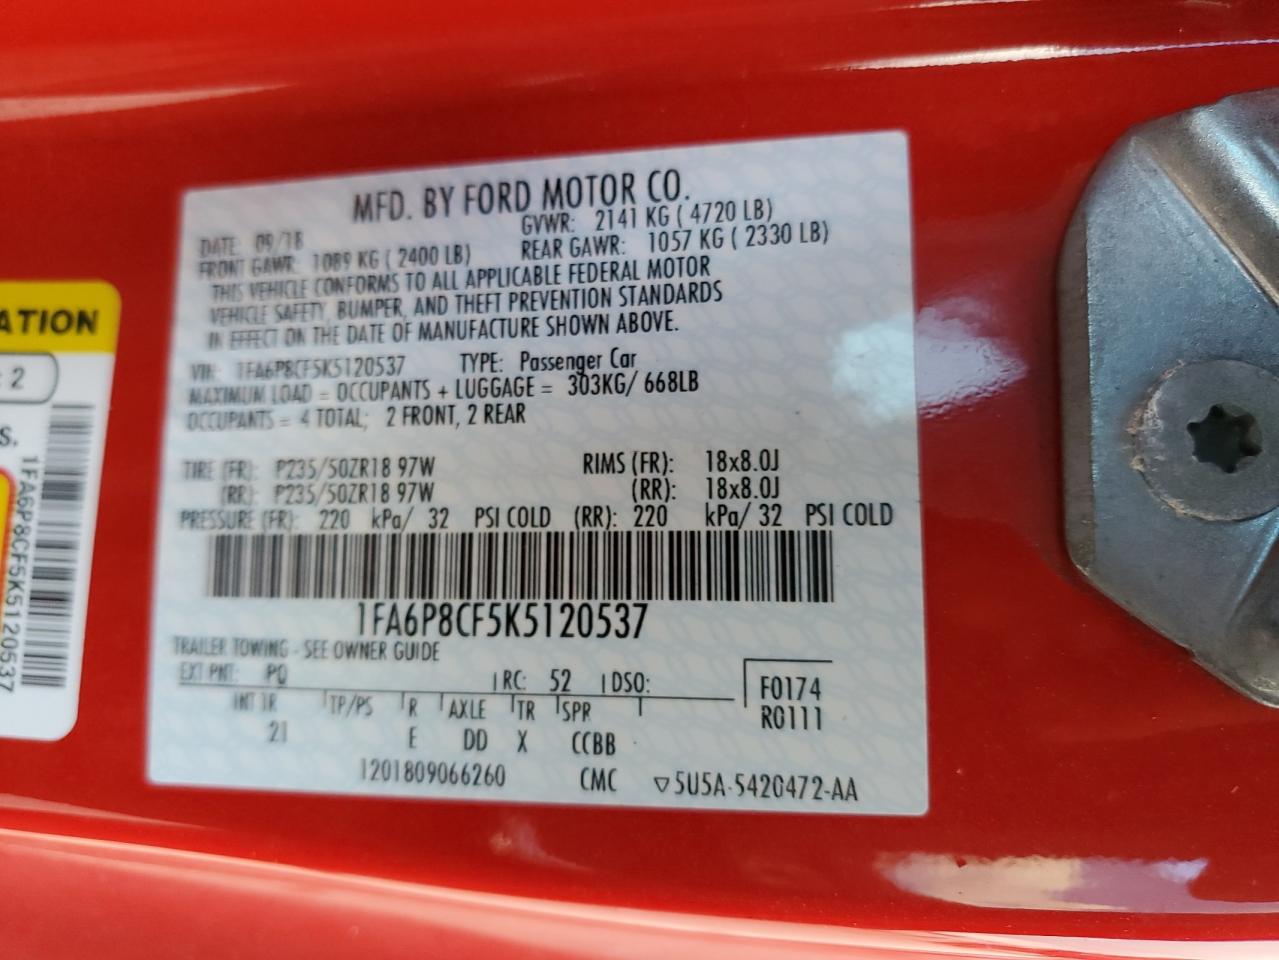 MFD. BY FORD MOTOR CO.
DATE: 09/18 GVWR: 2141 KG ( 4720 LB)
FRONT GAWR: 1089 KG ( 2400 LB) REAR GAWR: 1057 KG ( 2330 LB)
THIS VEHICLE CONFORMS TO ALL APPLICABLE FEDERAL MOTOR
VEHICLE SAFETY, BUMPER, AND THEFT PREVENTION STANDARDS
IN EFFECT ON THE DATE OF MANUFACTURE SHOWN ABOVE.
VIN: 1FA6P8CF5K5120537 TYPE: Passenger Car
MAXIMUM LOAD = OCCUPANTS + LUGGAGE = 303KG/ 668LB
OCCUPANTS = 4 TOTAL; 2 FRONT, 2 REAR
TIRE (FR): P235/50ZR18 97W RIMS (FR): 18x8.0J
(RR): P235/50ZR18 97W (RR): 18x8.0J
PRESSURE (FR): 220 kPa/ 32 PSI COLD (RR): 220 kPa/ 32 PSI COLD
1FA6P8CF5K5120537
TRAILER TOWING - SEE OWNER GUIDE
EXT PNT: PQ RC: 52 DSO: F0174
INT TR TP/PS R AXLE TR SPR R0111
21 E DD X CCBB
1201809066260 CMC ▽5U5A-5420472-AA
ATION
: 2
S.
1FA6P8CF5K5120537